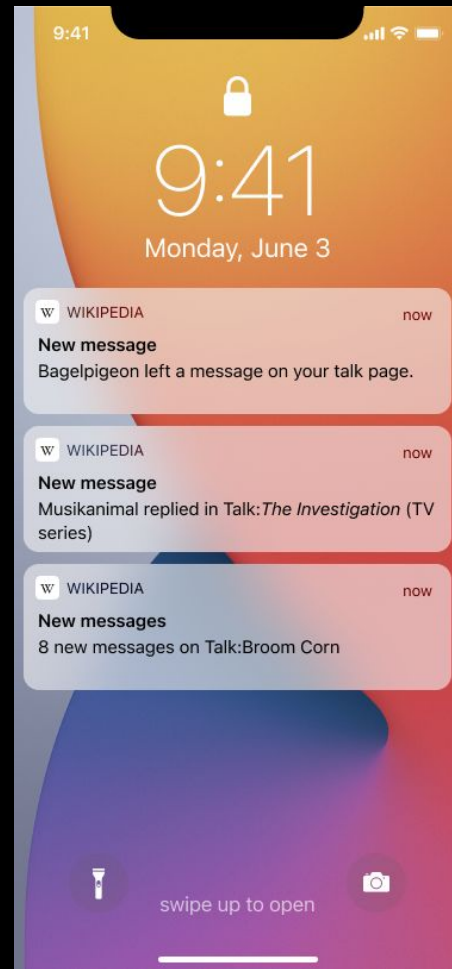 9:41
9:41
Monday, June 3
W WIKIPEDIA now
New message
Bagelpigeon left a message on your talk page.
W WIKIPEDIA now
New message
Musikanimal replied in Talk:The Investigation (TV
series)
W WIKIPEDIA now
New messages
8 new messages on Talk:Broom Corn
swipe up to open